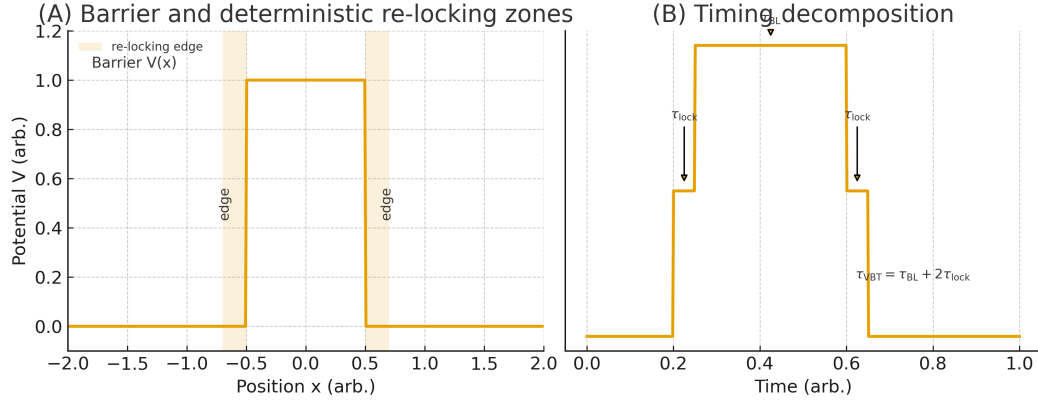 (A) Barrier and deterministic re-locking zones
re-locking edge
Barrier V(x)
edge
edge
Potential V (arb.)
1.2
1.0
0.8
0.6
0.4
0.2
0.0
−2.0 −1.5 −1.0 −0.5 0.0 0.5 1.0 1.5 2.0
Position x (arb.)
(B) Timing decomposition
τBL
τlock
τlock
τVBT = τBL + 2τlock
0.0 0.2 0.4 0.6 0.8 1.0
Time (arb.)